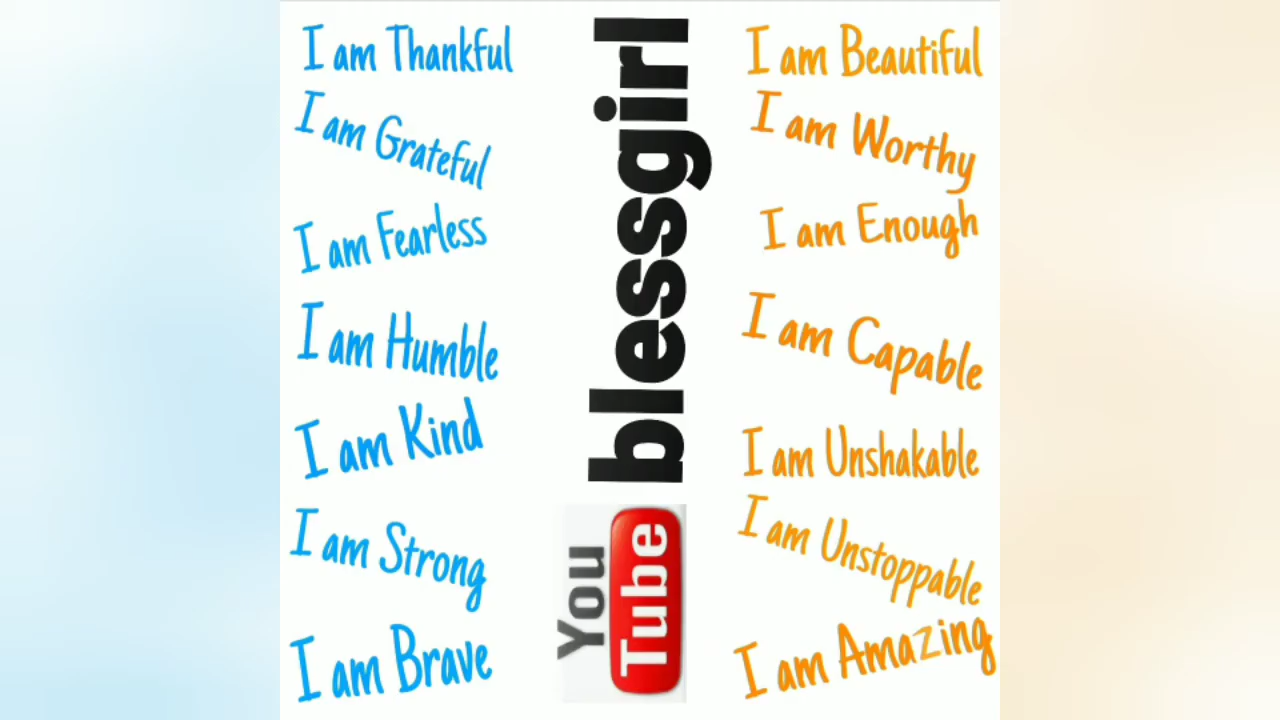 I am Thankful
I am Grateful
I am Fearless
I am Humble
I am Kind
I am Strong
I am Brave
YouTube blessgirl
I am Beautiful
I am Worthy
I am Enough
I am Capable
I am Unshakable
I am Unstoppable
I am Amazing